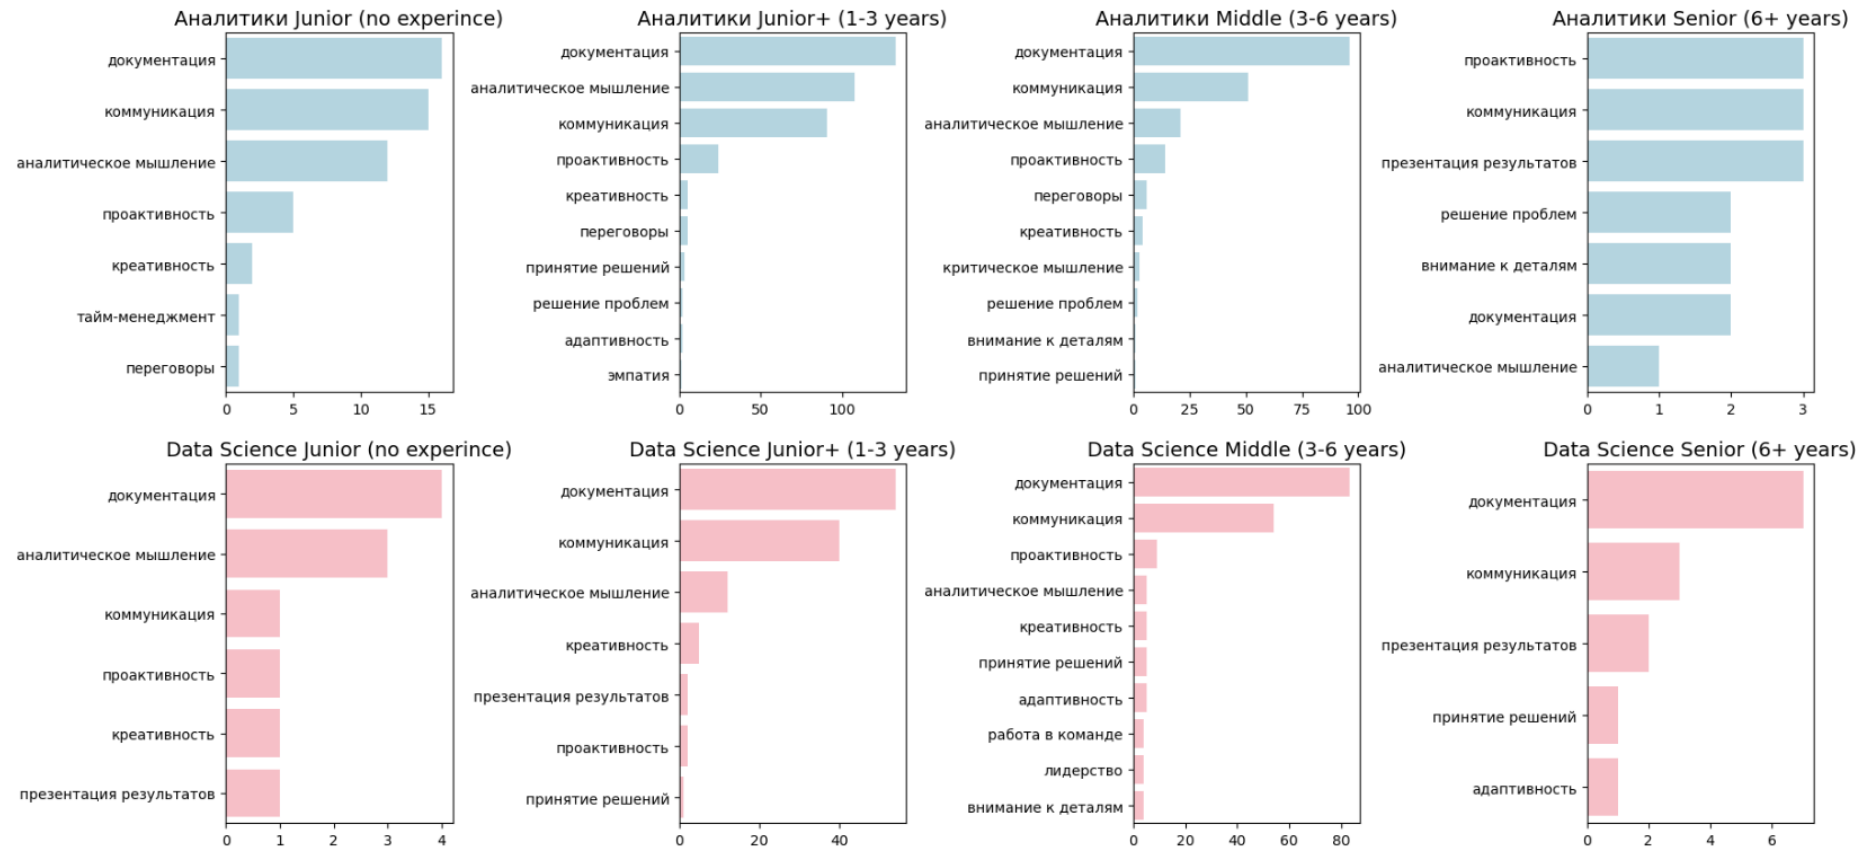 Аналитики Junior (no experince)
документация
коммуникация
аналитическое мышление
проактивность
креативность
тайм-менеджмент
переговоры
0 5 10 15
Аналитики Junior+ (1-3 years)
документация
аналитическое мышление
коммуникация
проактивность
креативность
переговоры
принятие решений
решение проблем
адаптивность
эмпатия
0 50 100
Аналитики Middle (3-6 years)
документация
коммуникация
аналитическое мышление
проактивность
переговоры
креативность
критическое мышление
решение проблем
внимание к деталям
принятие решений
0 25 50 75 100
Аналитики Senior (6+ years)
проактивность
коммуникация
презентация результатов
решение проблем
внимание к деталям
документация
аналитическое мышление
0 1 2 3
Data Science Junior (no experince)
документация
аналитическое мышление
коммуникация
проактивность
креативность
презентация результатов
0 1 2 3 4
Data Science Junior+ (1-3 years)
документация
коммуникация
аналитическое мышление
креативность
презентация результатов
проактивность
принятие решений
0 20 40
Data Science Middle (3-6 years)
документация
коммуникация
проактивность
аналитическое мышление
креативность
принятие решений
адаптивность
работа в команде
лидерство
внимание к деталям
0 20 40 60 80
Data Science Senior (6+ years)
документация
коммуникация
презентация результатов
принятие решений
адаптивность
0 2 4 6